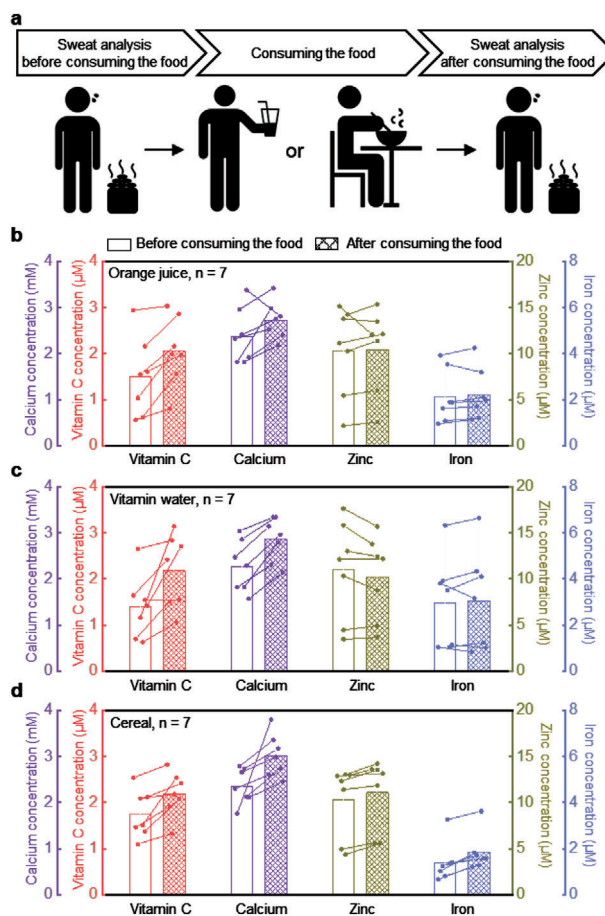 a
Sweat analysis
before consuming the food
Consuming the food
Sweat analysis
after consuming the food
or
b
Before consuming the food
After consuming the food
Orange juice, n = 7
Calcium concentration (mM)
4
3
2
1
0
Vitamin C concentration (µM)
4
3
2
1
0
Zinc concentration
(µM)
20
15
10
5
0
Iron concentration
(µM)
8
6
4
2
0
Vitamin C
Calcium
Zinc
Iron
c
Vitamin water, n = 7
Calcium concentration (mM)
4
3
2
1
0
Vitamin C concentration (µM)
4
3
2
1
0
Zinc concentration
(µM)
20
15
10
5
0
Iron concentration
(µM)
8
6
4
2
0
Vitamin C
Calcium
Zinc
Iron
d
Cereal, n = 7
Calcium concentration (mM)
4
3
2
1
0
Vitamin C concentration (µM)
4
3
2
1
0
Zinc concentration
(µM)
20
15
10
5
0
Iron concentration
(µM)
8
6
4
2
0
Vitamin C
Calcium
Zinc
Iron